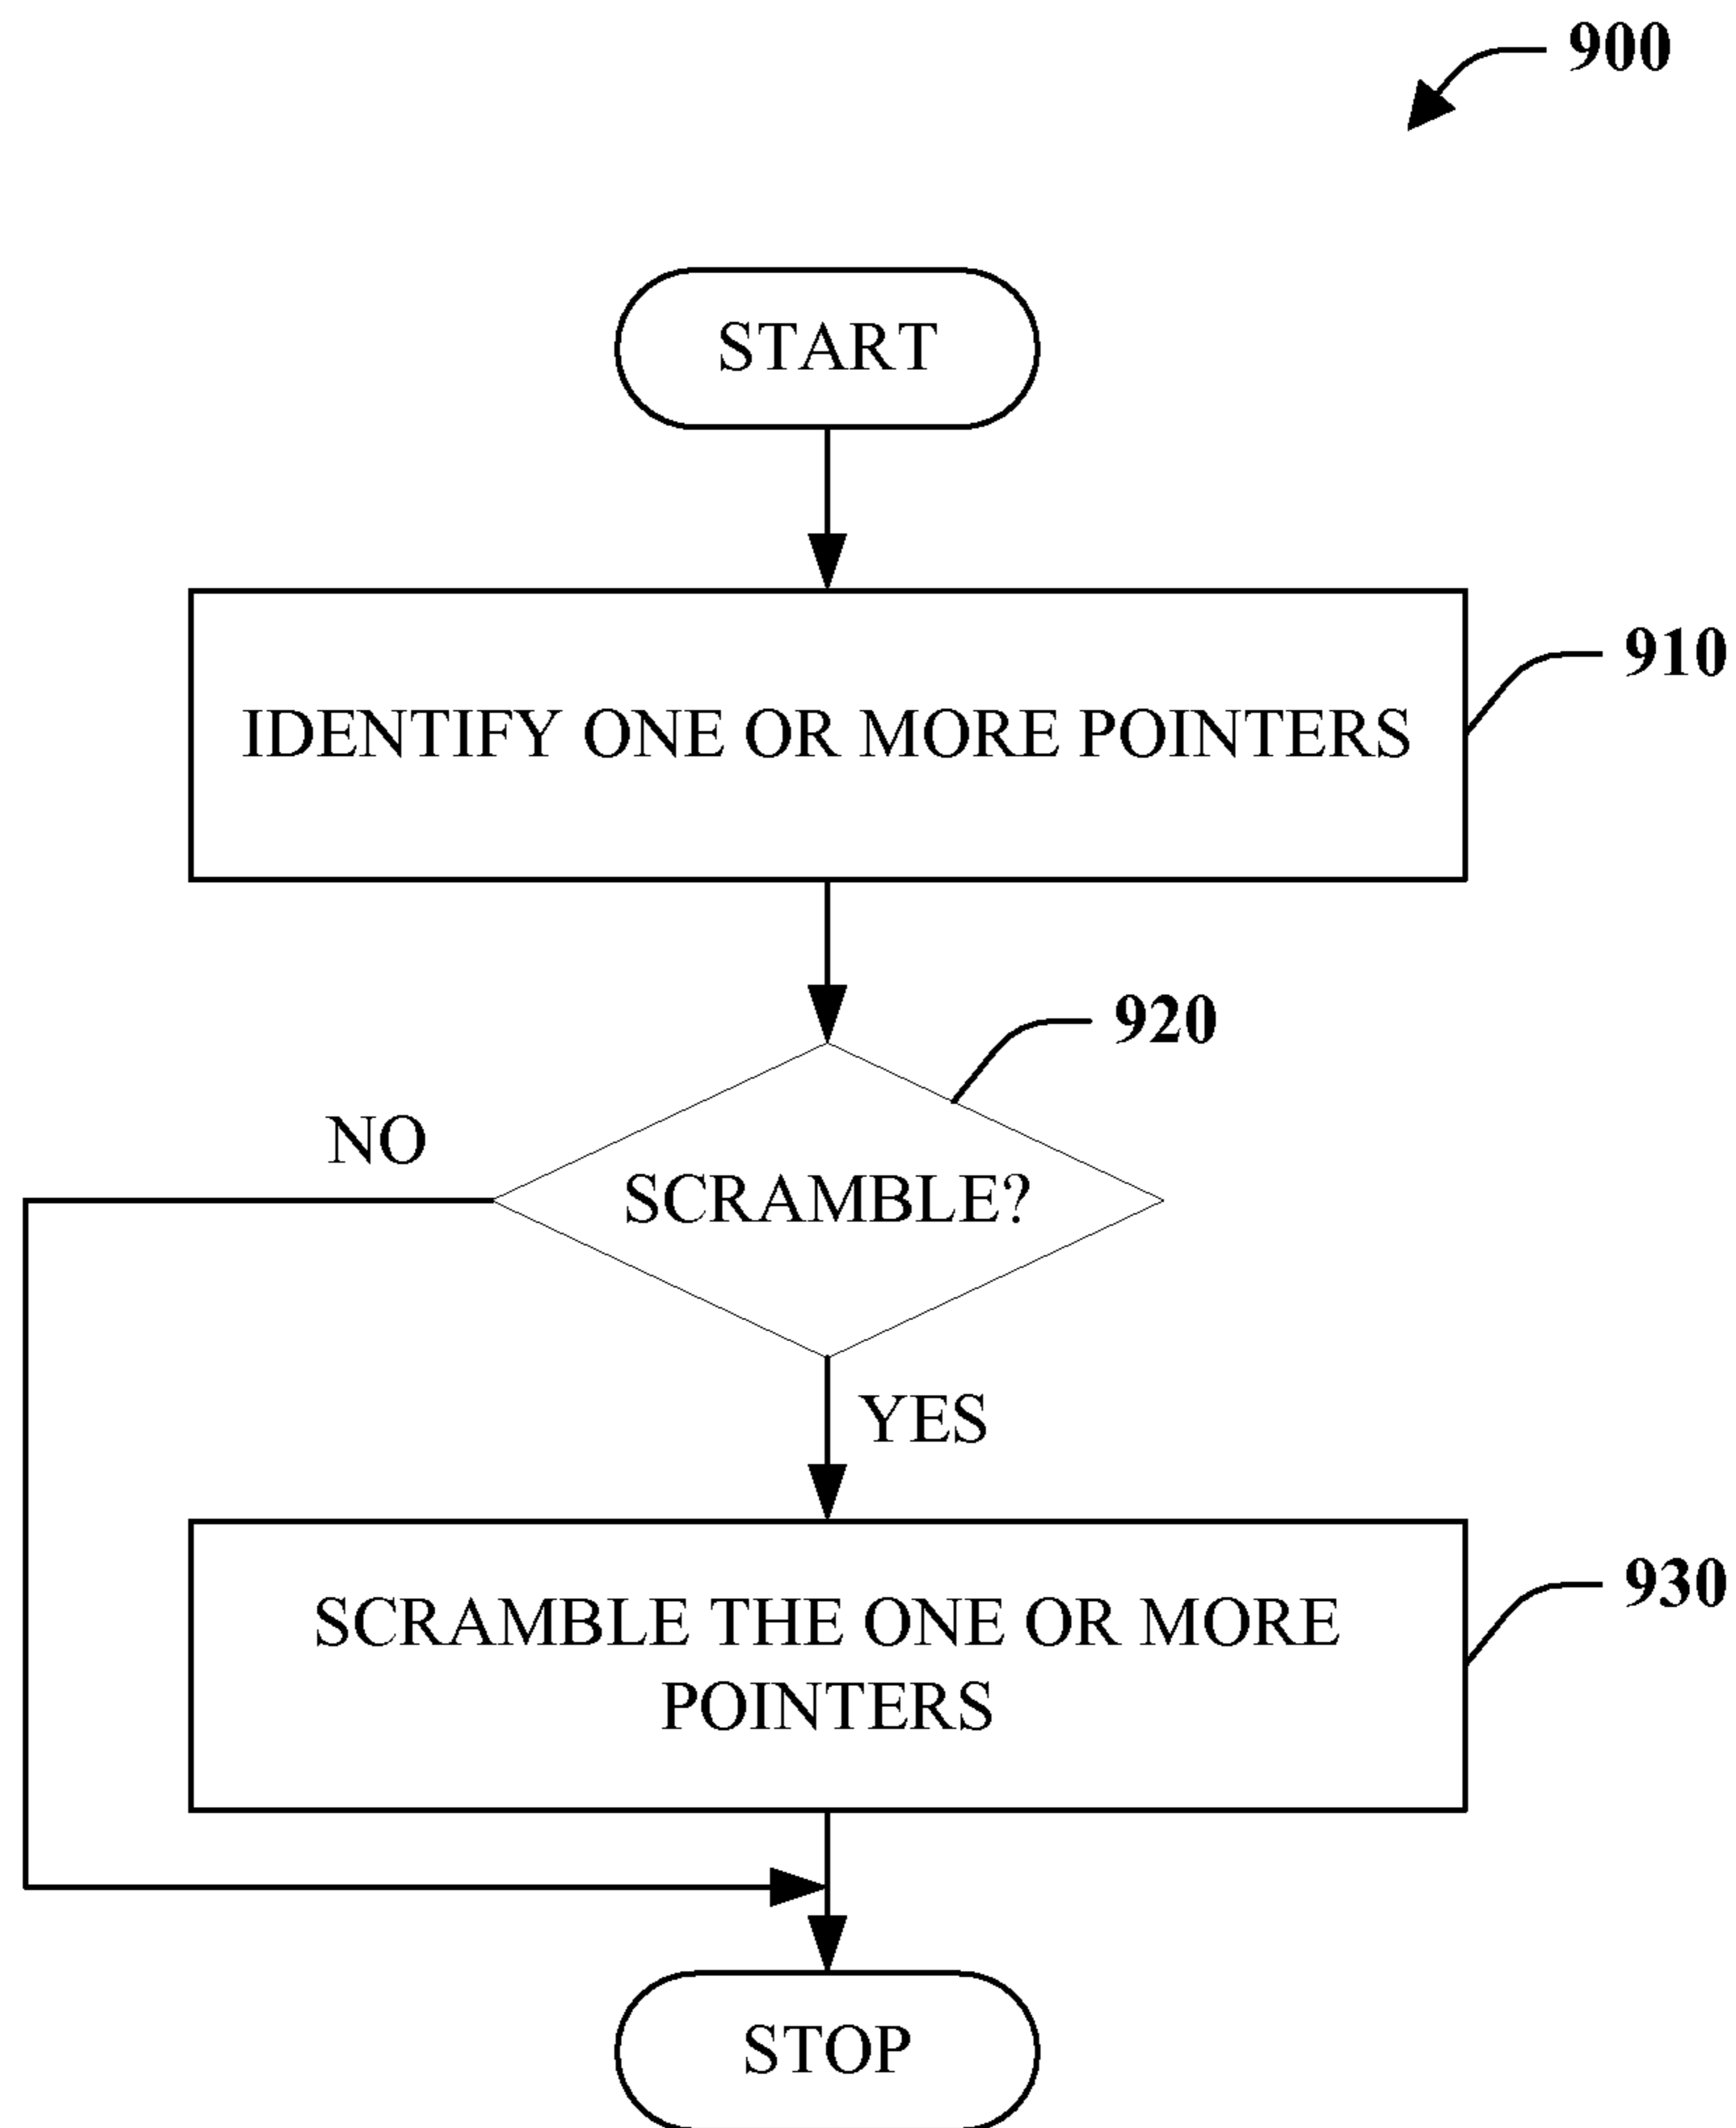 900
START
IDENTIFY ONE OR MORE POINTERS
910
920
NO
SCRAMBLE?
YES
SCRAMBLE THE ONE OR MORE
POINTERS
930
STOP